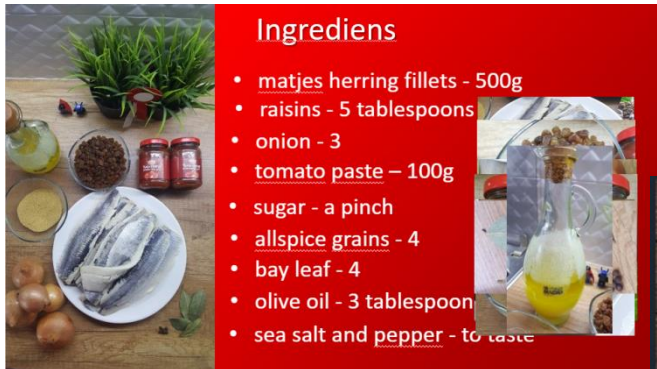 Ingrediens
• matjes herring fillets - 500g
• raisins - 5 tablespoons
• onion - 3
• tomato paste – 100g
• sugar - a pinch
• allspice grains - 4
• bay leaf - 4
• olive oil - 3 tablespoon
• sea salt and pepper - to taste